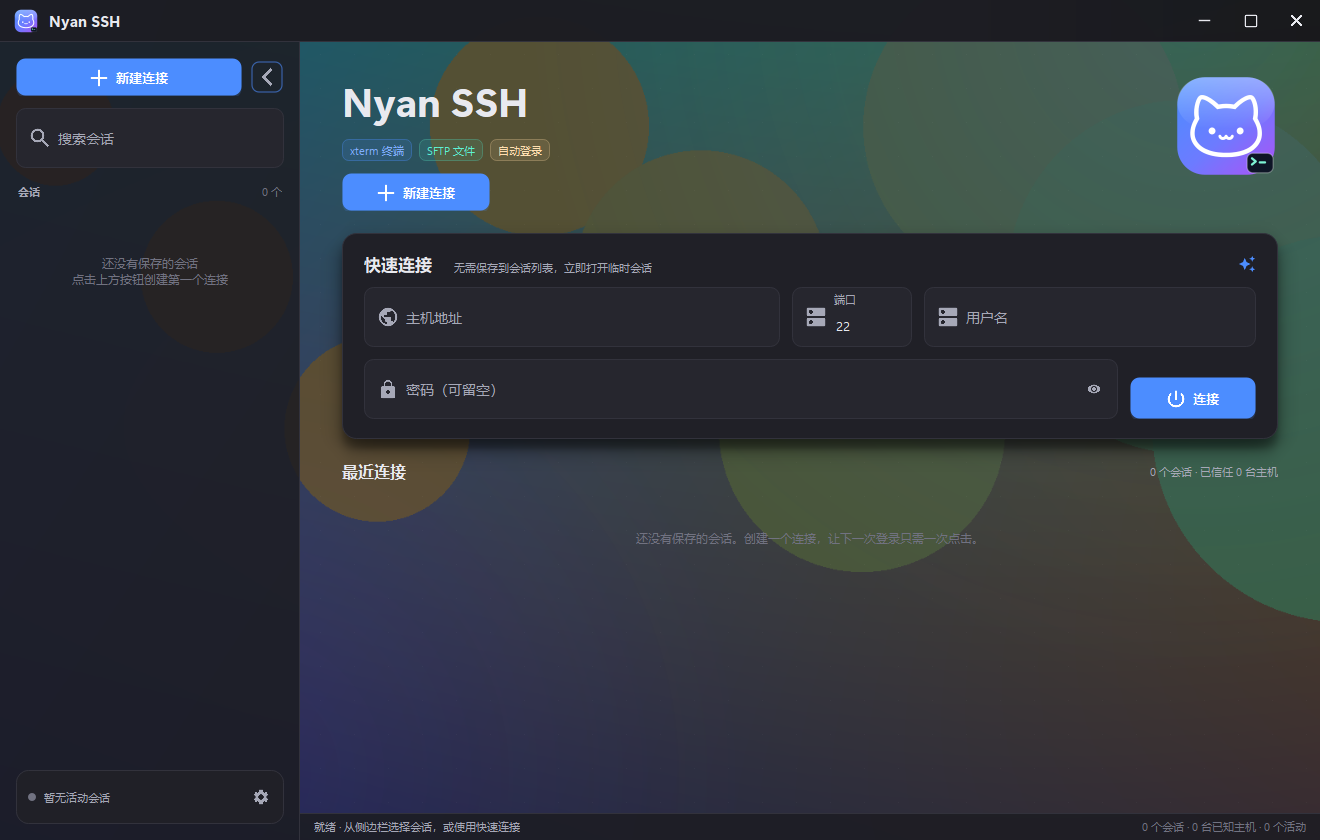 Nyan SSH
新建连接
搜索会话
会话
0 个
还没有保存的会话
点击上方按钮创建第一个连接
暂无活动会话
Nyan SSH
xterm 终端
SFTP 文件
自动登录
新建连接
快速连接
无需保存到会话列表，立即打开临时会话
主机地址
端口
22
用户名
密码（可留空）
连接
最近连接
0 个会话 · 已信任 0 台主机
还没有保存的会话。创建一个连接，让下一次登录只需一次点击。
就绪 · 从侧边栏选择会话，或使用快速连接
0 个会话 · 0 台已知主机 · 0 个活动